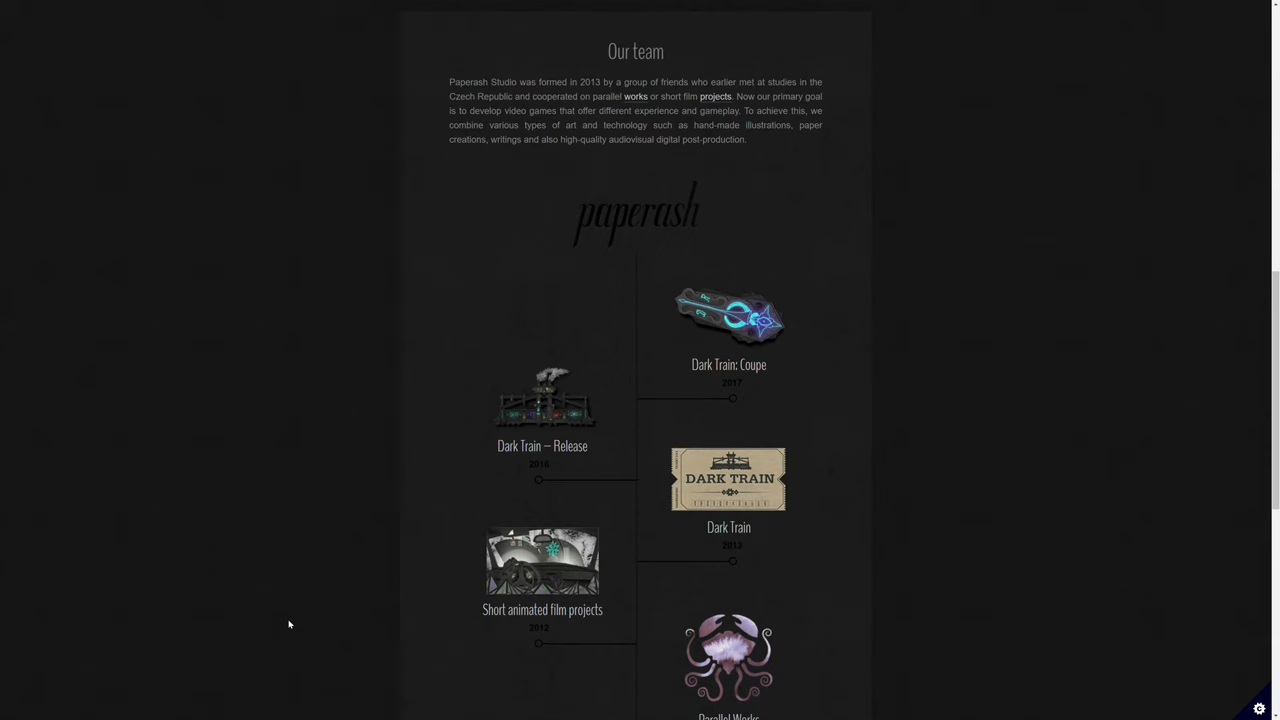 Our team
Paperash Studio was formed in 2013 by a group of friends who earlier met at studies in the
Czech Republic and cooperated on parallel works or short film projects. Now our primary goal
is to develop video games that offer different experience and gameplay. To achieve this, we
combine various types of art and technology such as hand-made illustrations, paper
creations, writings and also high-quality audiovisual digital post-production.
paperash
Dark Train: Coupe
2017
Dark Train – Release
2016
DARK TRAIN
Dark Train
2013
Short animated film projects
2012
Parallel Works